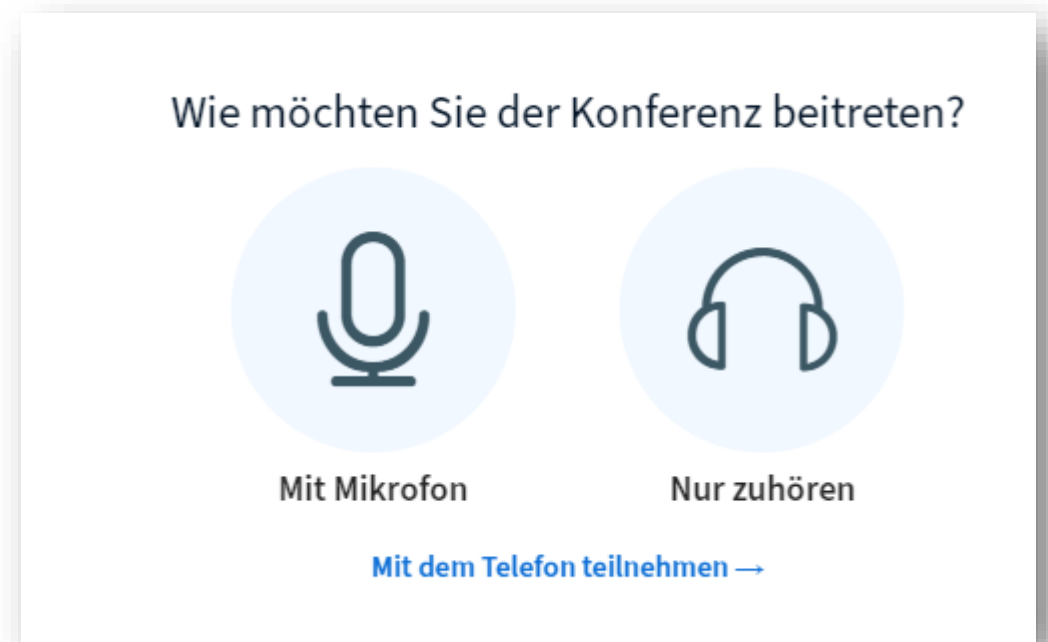 Wie möchten Sie der Konferenz beitreten?
Mit Mikrofon
Nur zuhören
Mit dem Telefon teilnehmen →